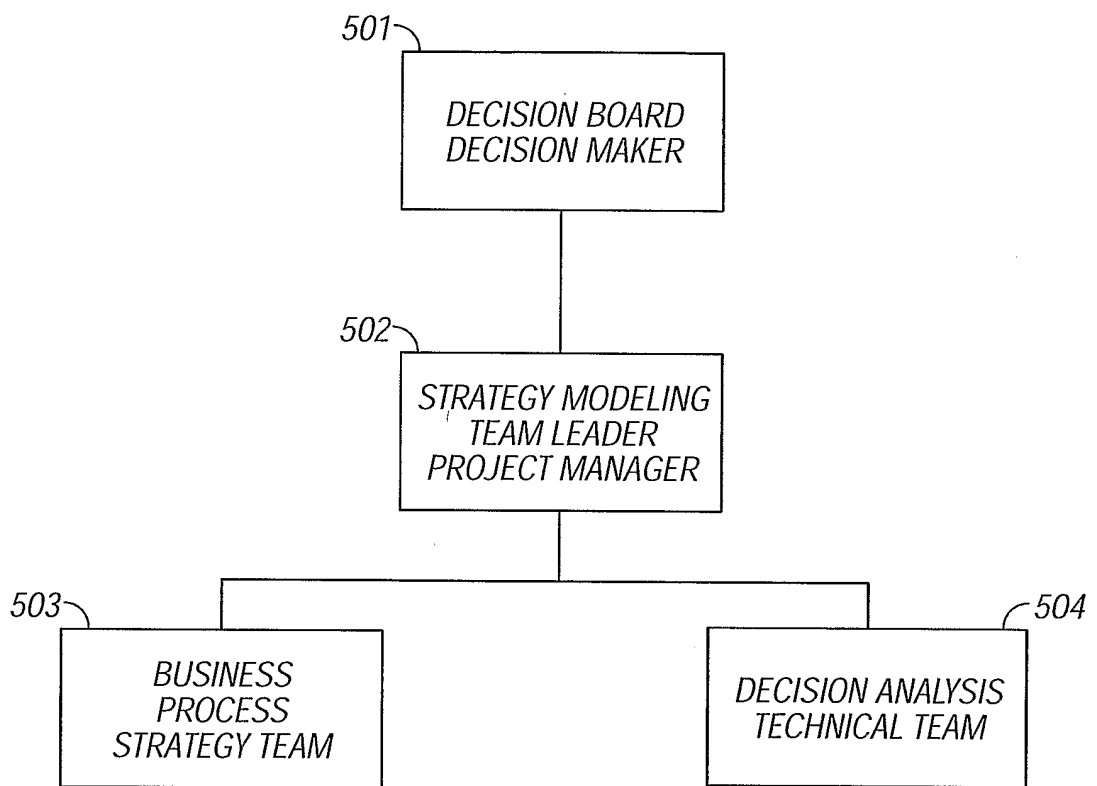 501
DECISION BOARD
DECISION MAKER
502
STRATEGY MODELING
TEAM LEADER
PROJECT MANAGER
503
BUSINESS
PROCESS
STRATEGY TEAM
504
DECISION ANALYSIS
TECHNICAL TEAM